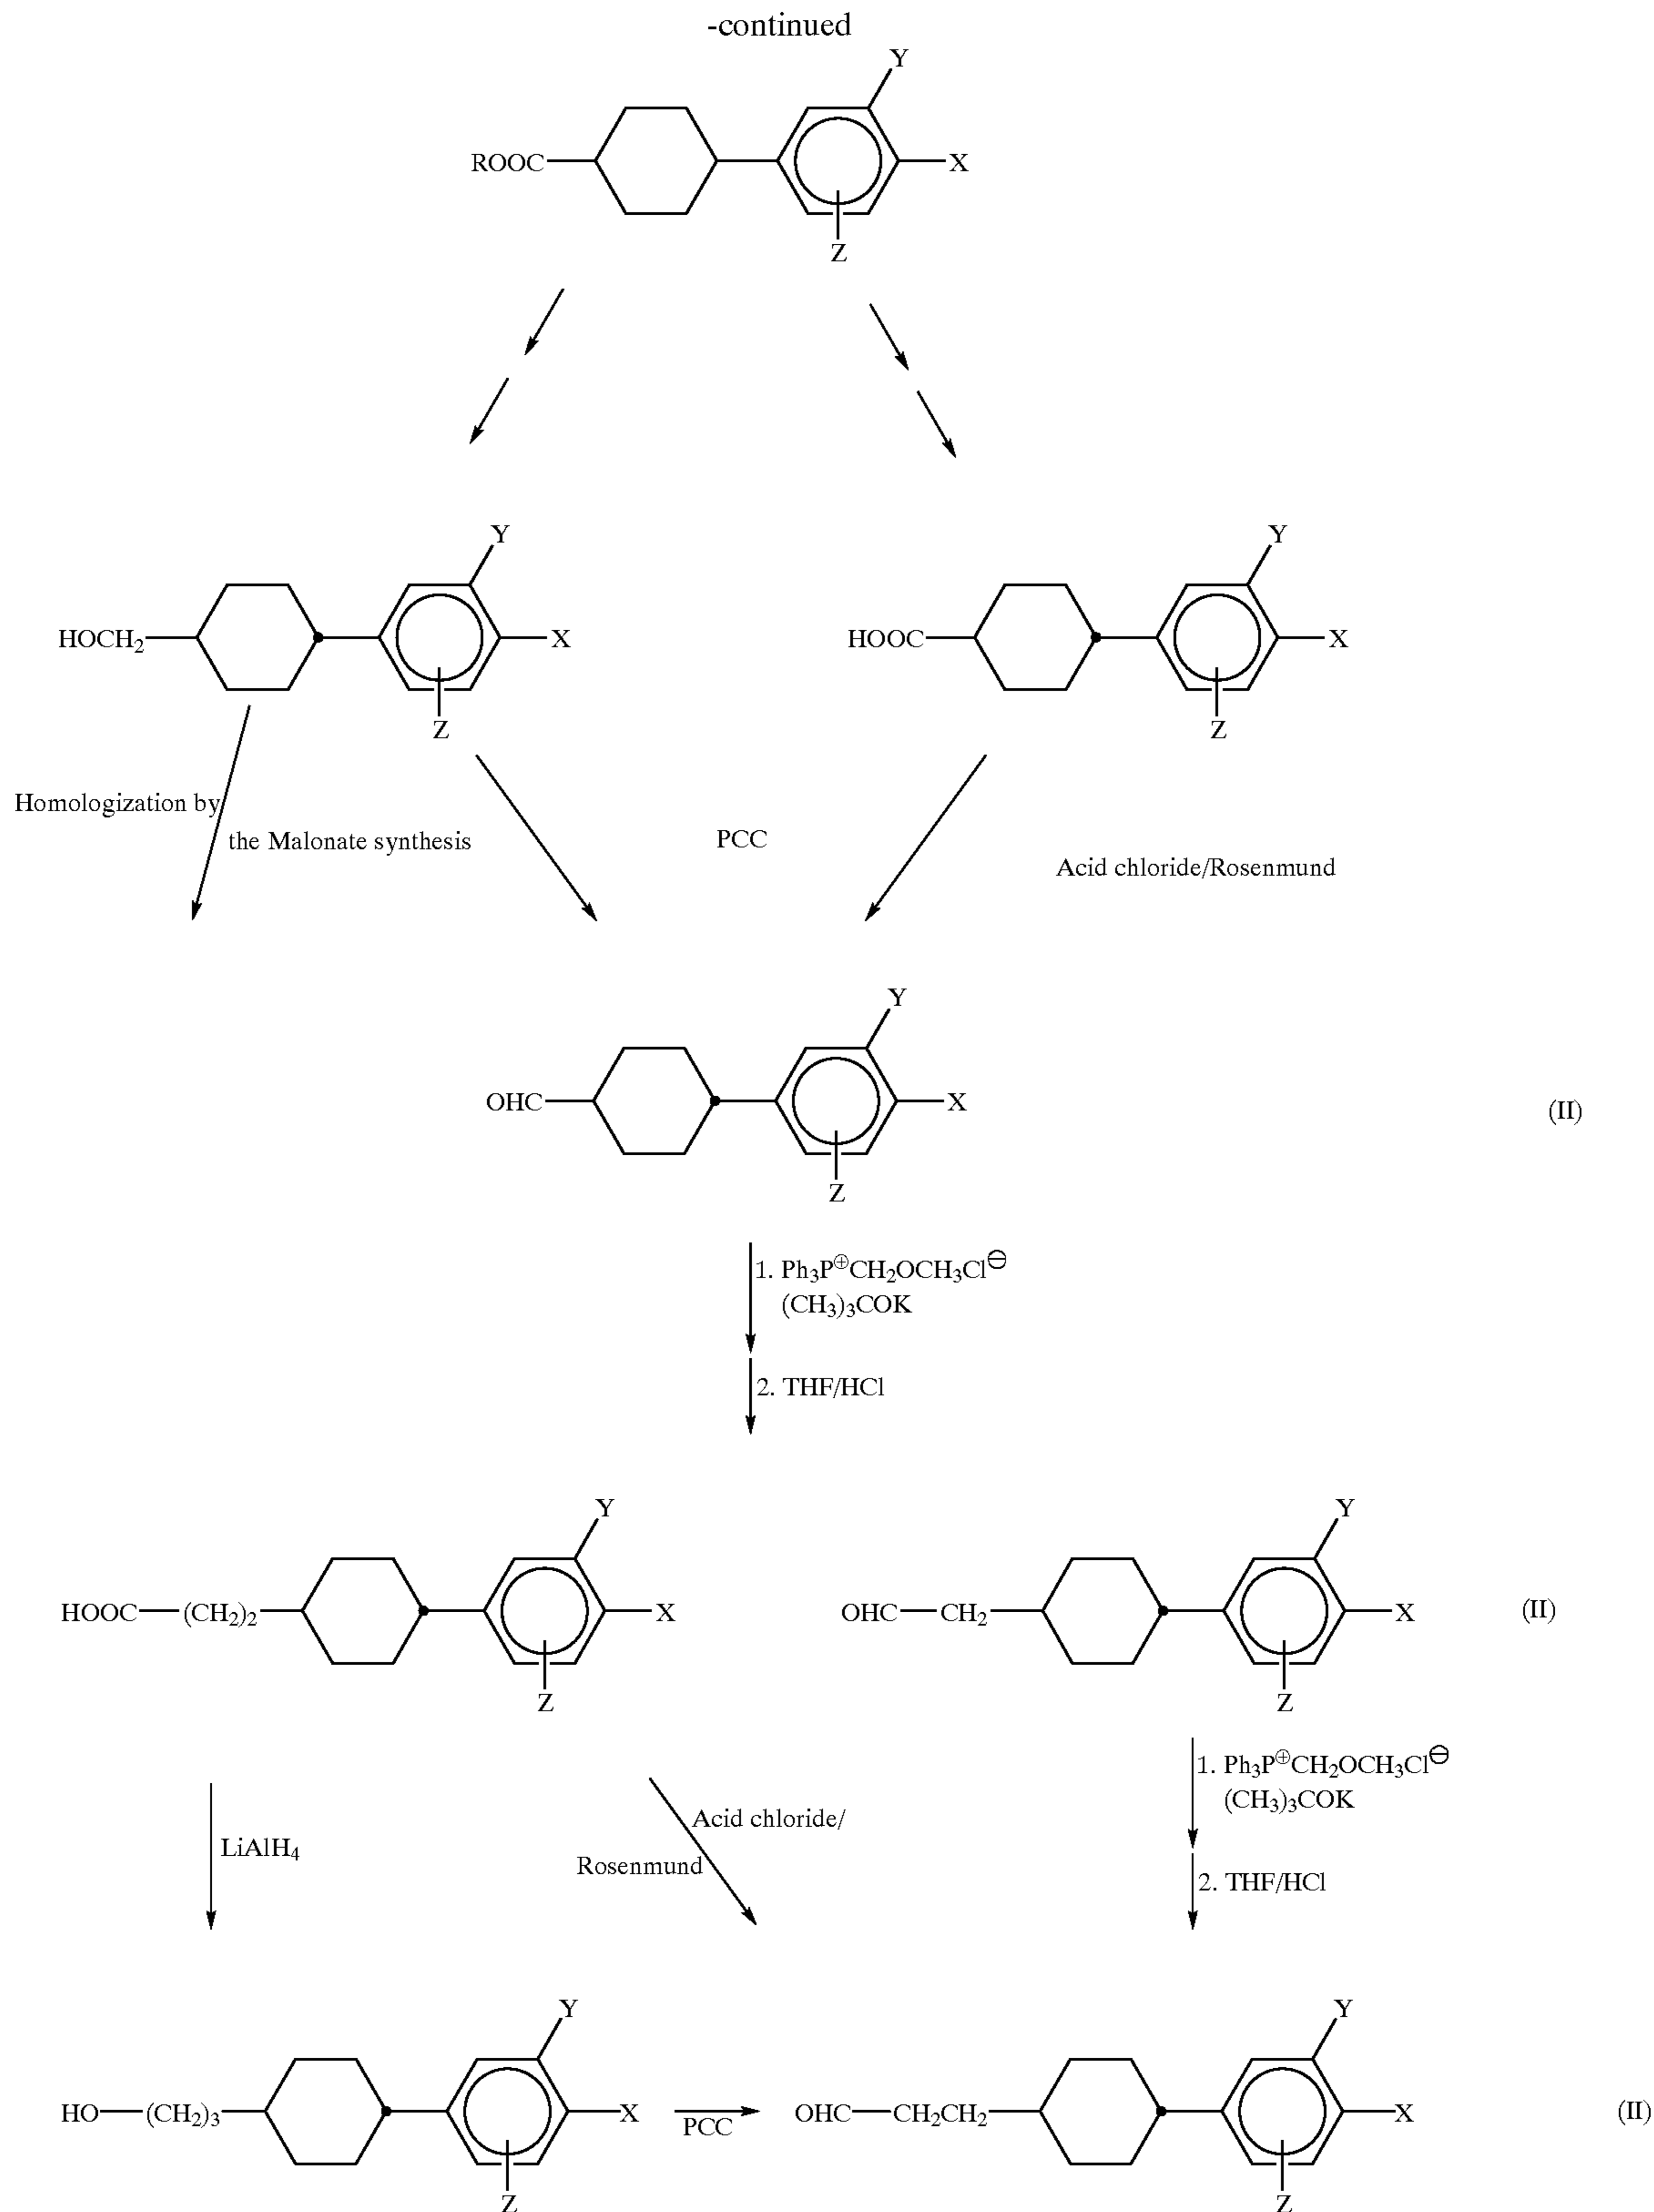 -continued
Y
ROOC
X
Z
Y
Y
HOCH₂
X
HOOC
X
Z
Z
Homologization by
the Malonate synthesis
PCC
Acid chloride/Rosenmund
Y
OHC
X
(II)
Z
1. Ph₃P⊕CH₂OCH₃Cl⊖
(CH₃)₃COK
2. THF/HCl
Y
Y
HOOC—(CH₂)₂
X
OHC—CH₂
X
(II)
Z
Z
1. Ph₃P⊕CH₂OCH₃Cl⊖
(CH₃)₃COK
Acid chloride/
LiAlH₄
Rosenmund
2. THF/HCl
Y
Y
HO—(CH₂)₃
X
PCC
OHC—CH₂CH₂
X
(II)
Z
Z